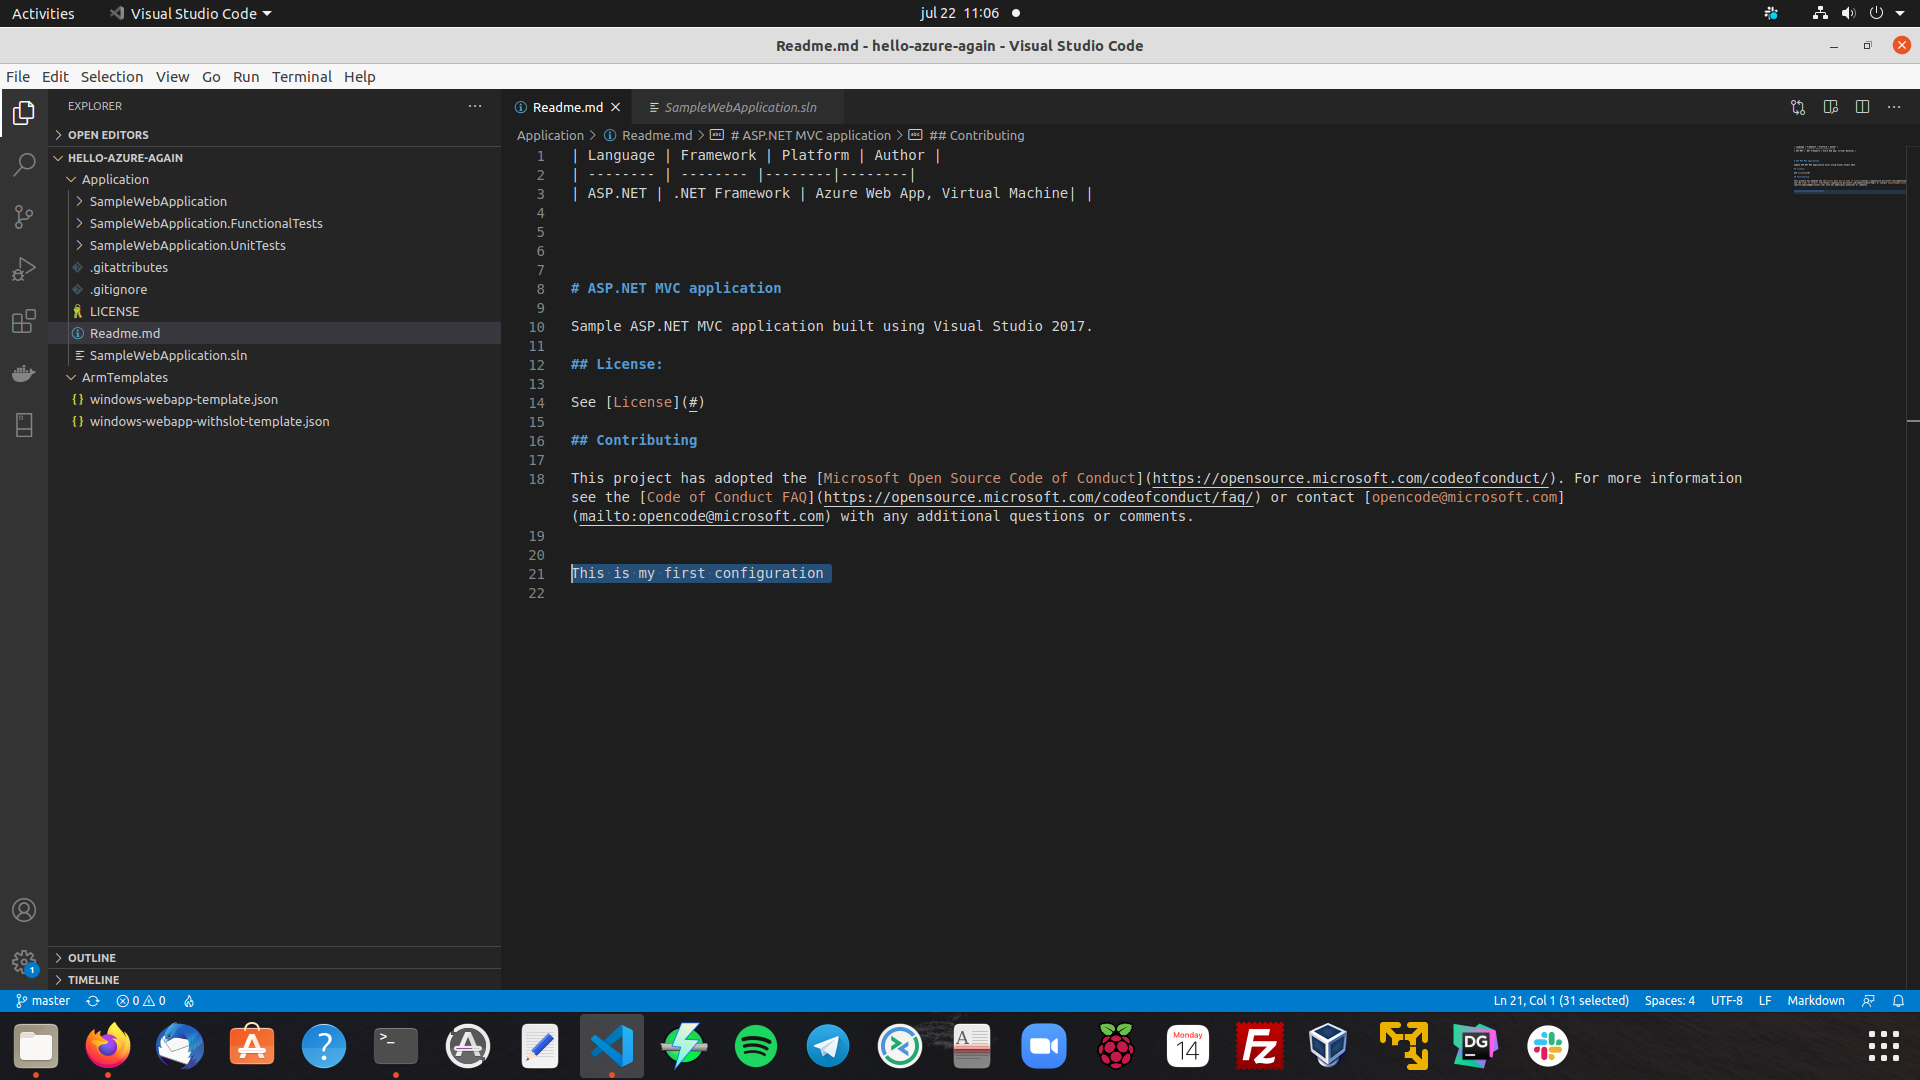 Activities Visual Studio Code jul 22 11:06
Readme.md - hello-azure-again - Visual Studio Code
File Edit Selection View Go Run Terminal Help
EXPLORER
OPEN EDITORS
HELLO-AZURE-AGAIN
Application
SampleWebApplication
SampleWebApplication.FunctionalTests
SampleWebApplication.UnitTests
.gitattributes
.gitignore
LICENSE
Readme.md
SampleWebApplication.sln
ArmTemplates
{} windows-webapp-template.json
{} windows-webapp-withslot-template.json
OUTLINE
TIMELINE
1
Readme.md SampleWebApplication.sln
Application > Readme.md > # ASP.NET MVC application > ## Contributing
1 | Language | Framework | Platform | Author |
2 | -------- | -------- |--------|--------|
3 | ASP.NET | .NET Framework | Azure Web App, Virtual Machine| |
4
5
6
7
8 # ASP.NET MVC application
9
10 Sample ASP.NET MVC application built using Visual Studio 2017.
11
12 ## License:
13
14 See [License](#)
15
16 ## Contributing
17
18 This project has adopted the [Microsoft Open Source Code of Conduct](https://opensource.microsoft.com/codeofconduct/). For more information
see the [Code of Conduct FAQ](https://opensource.microsoft.com/codeofconduct/faq/) or contact [opencode@microsoft.com]
(mailto:opencode@microsoft.com) with any additional questions or comments.
19
20
21 This is my first configuration
22
master 0 0 Ln 21, Col 1 (31 selected) Spaces: 4 UTF-8 LF Markdown
Monday
14
DG